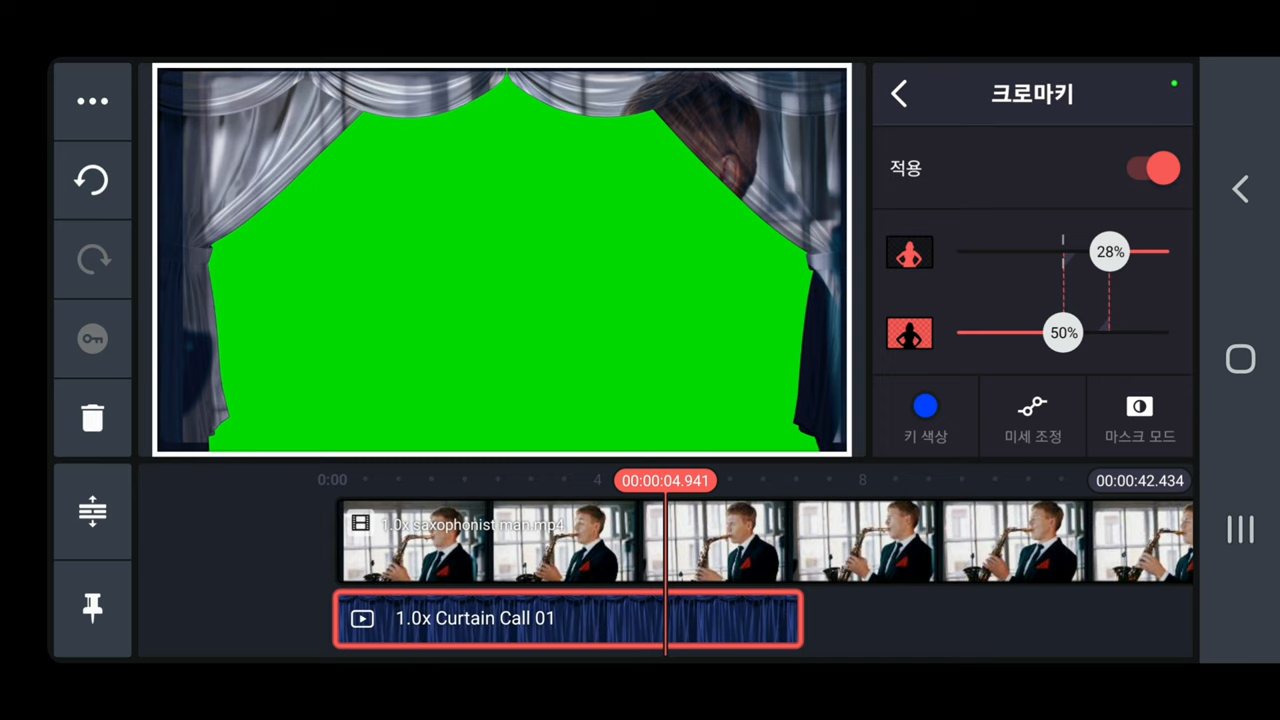 크로마키
적용
28%
50%
키 색상
미세 조정
마스크 모드
0:00
4
00:00:04.941
8
00:00:42.434
1.0x saxophonist man.mp4
1.0x Curtain Call 01